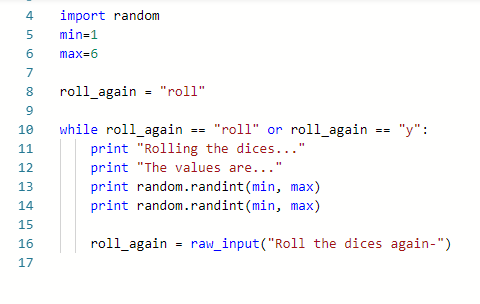 4 import random
5 min=1
6 max=6
7
8 roll_again = "roll"
9
10 while roll_again == "roll" or roll_again == "y":
11     print "Rolling the dices..."
12     print "The values are..."
13     print random.randint(min, max)
14     print random.randint(min, max)
15
16     roll_again = raw_input("Roll the dices again-")
17